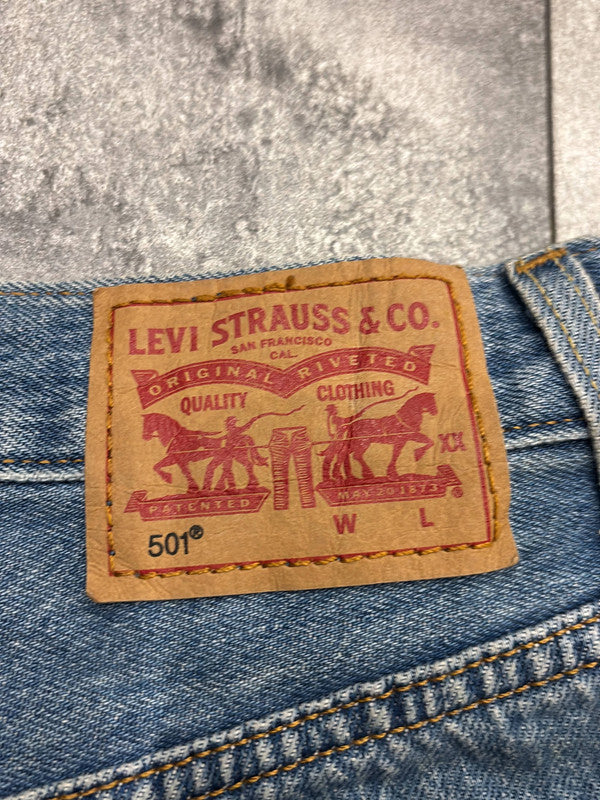 LEVI STRAUSS & CO.
SAN FRANCISCO
CAL.
ORIGINAL RIVETED
QUALITY CLOTHING
XX
PATENTED MAY 20 1873 ®
501® W L